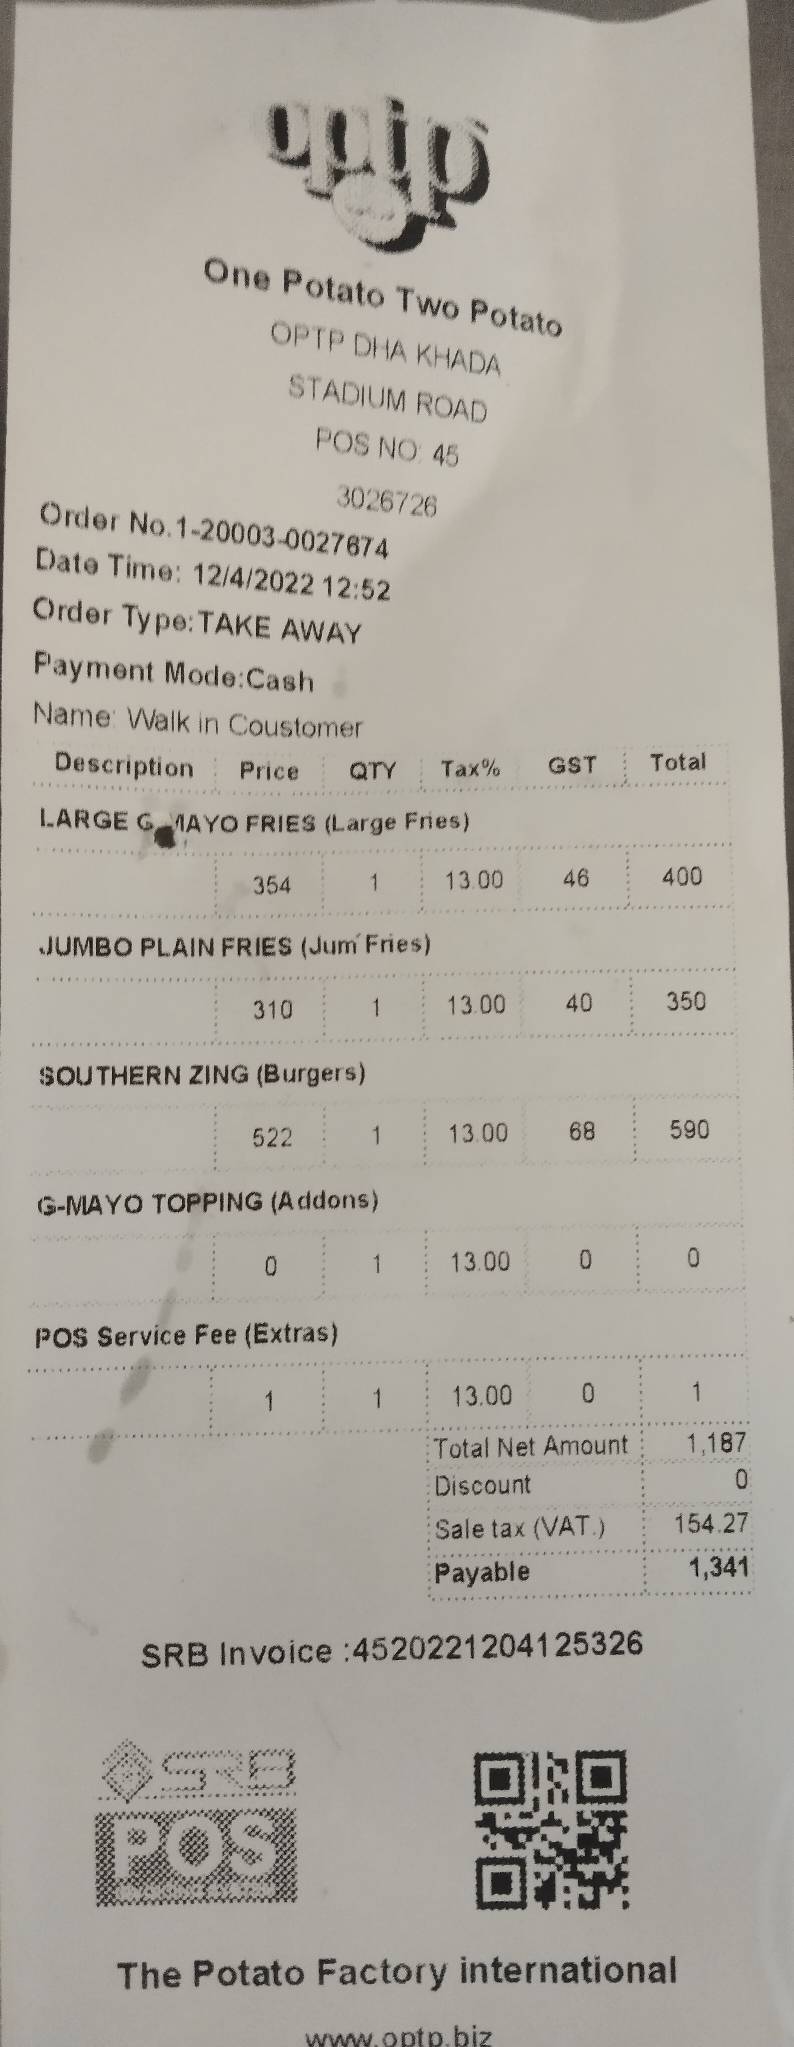 optp
One Potato Two Potato
OPTP DHA KHADA
STADIUM ROAD
POS NO: 45
3026726
Order No.1-20003-0027674
Date Time: 12/4/2022 12:52
Order Type:TAKE AWAY
Payment Mode:Cash
Name: Walk in Coustomer
Description Price QTY Tax% GST Total
LARGE G-MAYO FRIES (Large Fries)
354 1 13.00 46 400
JUMBO PLAIN FRIES (Jum Fries)
310 1 13.00 40 350
SOUTHERN ZING (Burgers)
522 1 13.00 68 590
G-MAYO TOPPING (Addons)
0 1 13.00 0 0
POS Service Fee (Extras)
1 1 13.00 0 1
Total Net Amount 1,187
Discount 0
Sale tax (VAT.) 154.27
Payable 1,341
SRB Invoice :4520221204125326
SRB
POS
The Potato Factory international
www.optp.biz